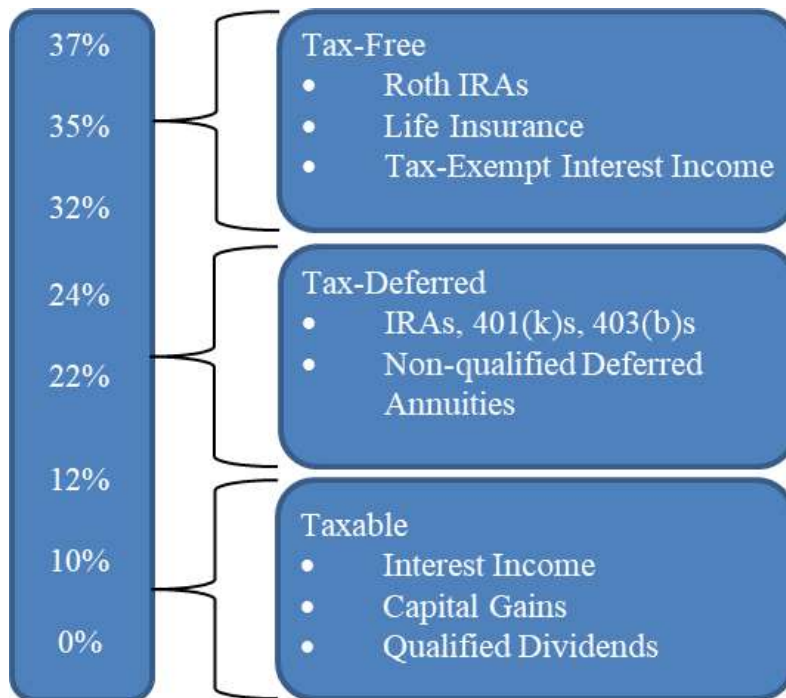 37%
35%
32%
24%
22%
12%
10%
0%
Tax-Free
• Roth IRAs
• Life Insurance
• Tax-Exempt Interest Income
Tax-Deferred
• IRAs, 401(k)s, 403(b)s
• Non-qualified Deferred
Annuities
Taxable
• Interest Income
• Capital Gains
• Qualified Dividends